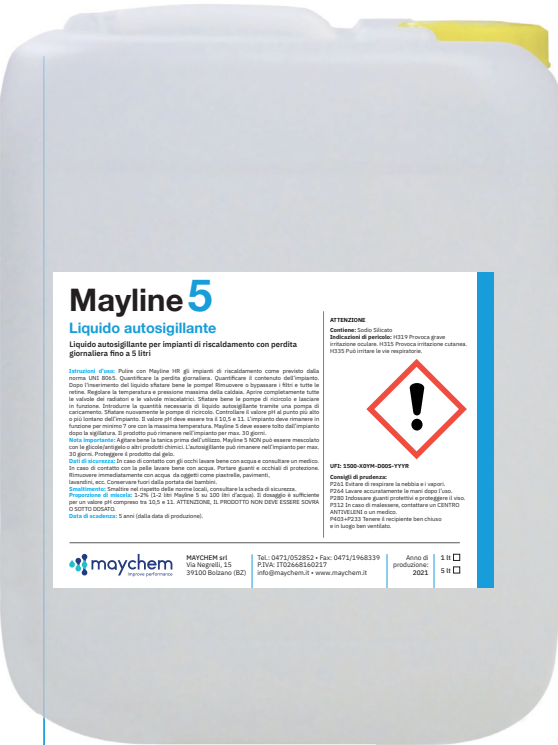 Mayline 5
Liquido autosigillante
Liquido autosigillante per impianti di riscaldamento con perdita
giornaliera fino a 5 litri
Istruzioni d'uso: Pulire con Mayline HR gli impianti di riscaldamento come previsto dalla
norma UNI 8065. Quantificare la perdita giornaliera. Quantificare il contenuto dell'impianto.
Dopo l'inserimento del liquido sfiatare bene le pompe! Rimuovere o bypassare i filtri e tutte le
retine. Regolare la temperatura e pressione massima della caldaia. Aprire completamente tutte
le valvole dei radiatori e le valvole miscelatrici. Sfiatare bene le pompe di ricircolo e lasciare
in funzione. Introdurre la quantità necessaria di liquido autosigillante tramite una pompa di
caricamento. Sfiatare nuovamente le pompe di ricircolo. Controllare il valore pH al punto più alto
o più lontano dell'impianto. Il valore pH deve essere tra il 10,5 e 11. L'impianto deve rimanere in
funzione per minimo 7 ore con la massima temperatura. Mayline 5 deve essere tolto dall'impianto
dopo la sigillatura. Il prodotto può rimanere nell'impianto per max. 30 giorni.
Nota importante: Agitare bene la tanica prima dell'utilizzo. Mayline 5 NON può essere mescolato
con le glicole/antigelo o altri prodotti chimici. L'autosigillante può rimanere nell'impianto per max.
30 giorni. Proteggere il prodotto dal gelo.
Dati di sicurezza: In caso di contatto con gli occhi lavare bene con acqua e consultare un medico.
In caso di contatto con la pelle lavare bene con acqua. Portare guanti e occhiali di protezione.
Rimuovere immediatamente con acqua da oggetti come piastrelle, pavimenti,
lavandini, ecc. Conservare fuori dalla portata dei bambini.
Smaltimento: Smaltire nel rispetto delle norme locali, consultare la scheda di sicurezza.
Proporzione di miscela: 1-2% (1-2 litri Mayline 5 su 100 litri d'acqua). Il dosaggio è sufficiente
per un valore pH compreso tra 10,5 e 11. ATTENZIONE, IL PRODOTTO NON DEVE ESSERE SOVRA
O SOTTO DOSATO.
Data di scadenza: 5 anni (dalla data di produzione).
ATTENZIONE
Contiene: Sodio Silicato
Indicazioni di pericolo: H319 Provoca grave
irritazione oculare. H315 Provoca irritazione cutanea.
H335 Può irritare le vie respiratorie.
UFI: 1500-X0YM-D00S-YYYR
Consigli di prudenza:
P261 Evitare di respirare la nebbia e i vapori.
P264 Lavare accuratamente le mani dopo l'uso.
P280 Indossare guanti protettivi e proteggere il viso.
P312 In caso di malessere, contattare un CENTRO
ANTIVELENI o un medico.
P403+P233 Tenere il recipiente ben chiuso
e in luogo ben ventilato.
maychem
improve performance
MAYCHEM srl
Via Negrelli, 15
39100 Bolzano (BZ)
Tel.: 0471/052852 • Fax: 0471/1968339
P.IVA: IT02668160217
info@maychem.it • www.maychem.it
Anno di
produzione:
2021
1 lt
5 lt